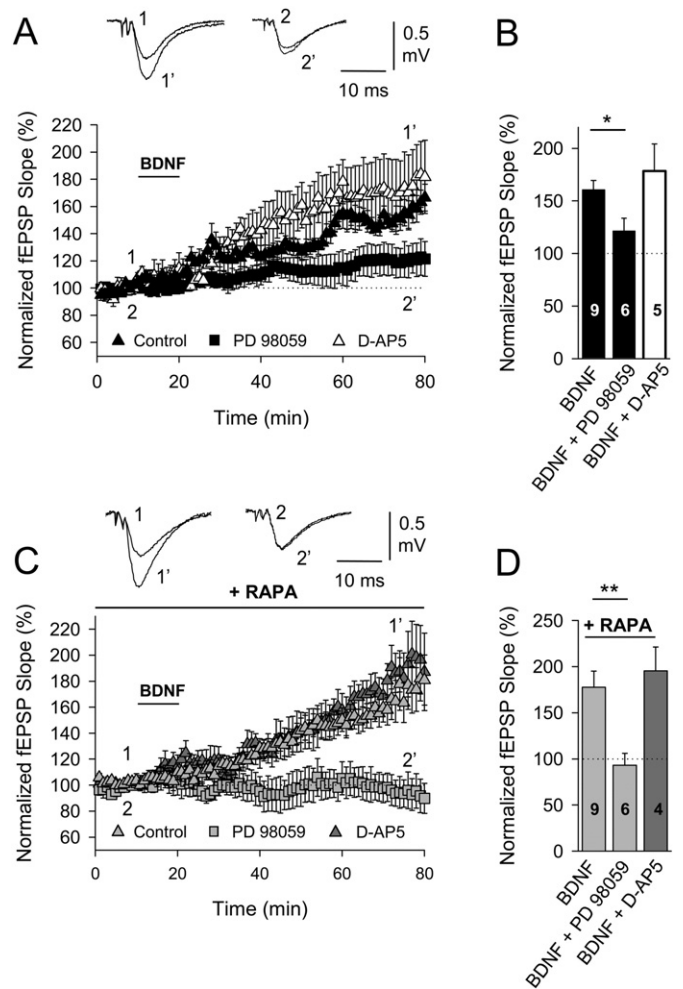 A
1
1'
2
2'
0.5
mV
10 ms
Normalized fEPSP Slope (%)
220
200
180
160
140
120
100
80
60
BDNF
1
2
1'
2'
Control
PD 98059
D-AP5
0
20
40
60
80
Time (min)
B
*
Normalized fEPSP Slope (%)
200
150
100
50
0
9
6
5
BDNF
BDNF + PD 98059
BDNF + D-AP5
C
1
1'
2
2'
0.5
mV
10 ms
+ RAPA
Normalized fEPSP Slope (%)
220
200
180
160
140
120
100
80
60
BDNF
1
2
1'
2'
Control
PD 98059
D-AP5
0
20
40
60
80
Time (min)
D
**
+ RAPA
Normalized fEPSP Slope (%)
250
200
150
100
50
0
9
6
4
BDNF
BDNF + PD 98059
BDNF + D-AP5